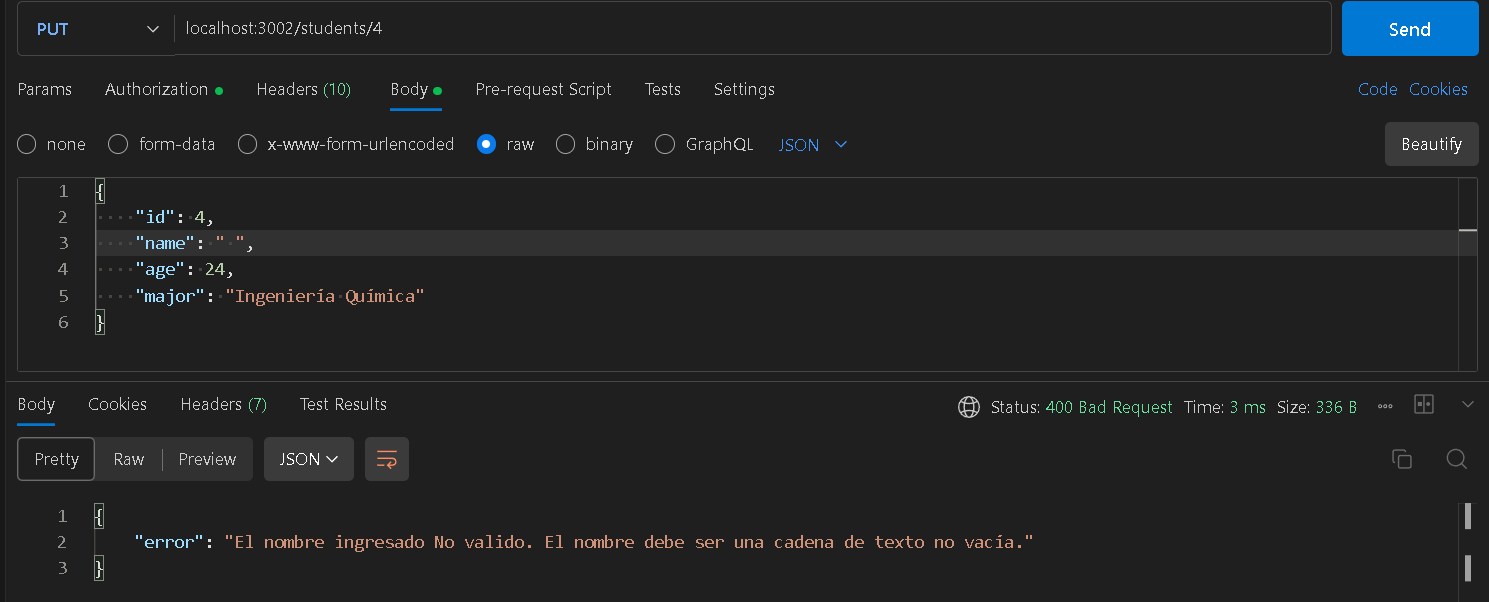 PUT localhost:3002/students/4 Send
Params Authorization Headers (10) Body Pre-request Script Tests Settings Code Cookies
none form-data x-www-form-urlencoded raw binary GraphQL JSON Beautify
1 {
2 "id": 4,
3 "name": " ",
4 "age": 24,
5 "major": "Ingeniería Química"
6 }
Body Cookies Headers (7) Test Results Status: 400 Bad Request Time: 3 ms Size: 336 B
Pretty Raw Preview JSON
1 {
2 "error": "El nombre ingresado No valido. El nombre debe ser una cadena de texto no vacía."
3 }